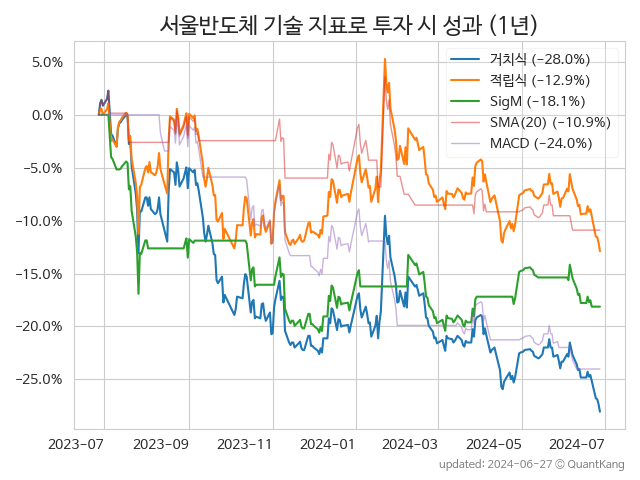 서울반도체 기술 지표로 투자 시 성과 (1년)
거치식 (−28.0%)
적립식 (−12.9%)
SigM (−18.1%)
SMA(20) (−10.9%)
MACD (−24.0%)
5.0%
0.0%
−5.0%
−10.0%
−15.0%
−20.0%
−25.0%
2023-07 2023-09 2023-11 2024-01 2024-03 2024-05 2024-07
updated: 2024-06-27 © QuantKang